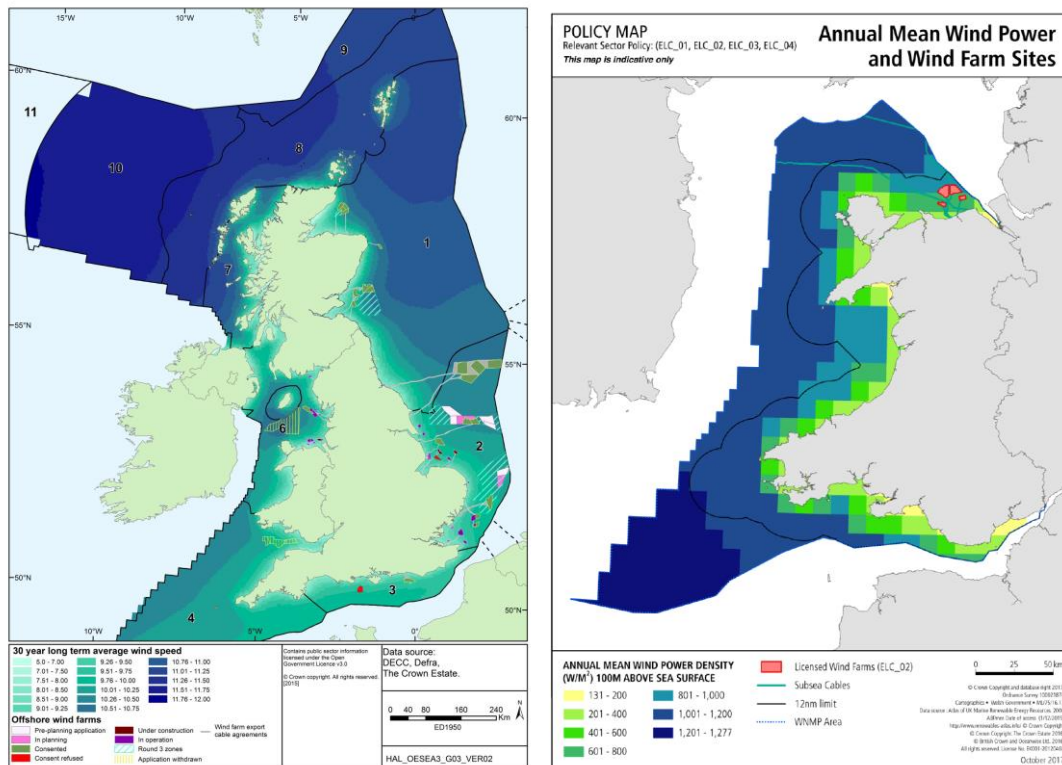 15°W
10°W
5°W
0°
60°N
60°N
55°N
55°N
50°N
50°N
9
11
10
8
7
1
6
2
4
3
10°W
5°W
0°
30 year long term average wind speed
5.0 - 7.00
7.01 - 7.50
7.51 - 8.00
8.01 - 8.50
8.51 - 9.00
9.01 - 9.25
9.26 - 9.50
9.51 - 9.75
9.76 - 10.00
10.01 - 10.25
10.26 - 10.50
10.51 - 10.75
10.76 - 11.00
11.01 - 11.25
11.26 - 11.50
11.51 - 11.75
11.76 - 12.00
Offshore wind farms
Pre-planning application
In planning
Consented
Consent refused
Under construction
In operation
Round 3 zones
Application withdrawn
Wind farm export
cable agreements
Contains public sector information
licensed under the Open
Government Licence v3.0
© Crown copyright. All rights reserved
[2015]
Data source:
DECC, Defra,
The Crown Estate.
0 40 80 160 240
Km
ED1950
N
HAL_OESEA3_G03_VER02
POLICY MAP
Relevant Sector Policy: (ELC_01, ELC_02, ELC_03, ELC_04)
This map is indicative only
Annual Mean Wind Power
and Wind Farm Sites
ANNUAL MEAN WIND POWER DENSITY
(W/M²) 100M ABOVE SEA SURFACE
131 - 200
201 - 400
401 - 600
601 - 800
801 - 1,000
1,001 - 1,200
1,201 - 1,277
Licensed Wind Farms (ELC_02)
Subsea Cables
12nm limit
WNMP Area
0 25 50 km
© Crown Copyright and database right 2017.
October 2017